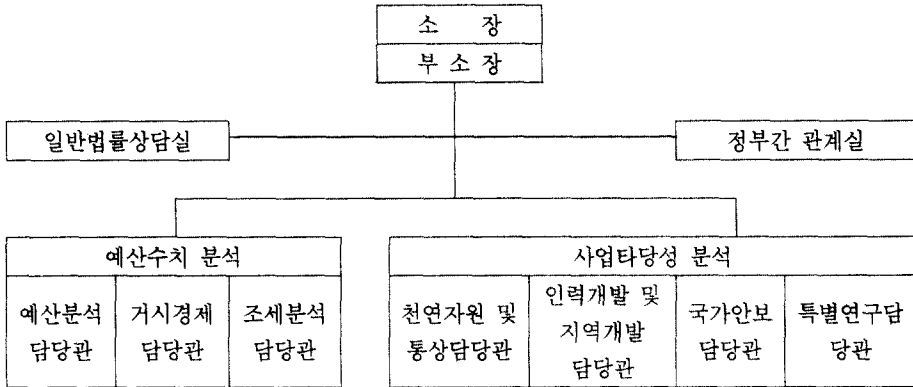 소 장
부 소 장
일반법률상담실
정부간 관계실
예산수치 분석
예산분석
담당관
거시경제
담당관
조세분석
담당관
사업타당성 분석
천연자원 및
통상담당관
인력개발 및
지역개발
담당관
국가안보
담당관
특별연구담
당관